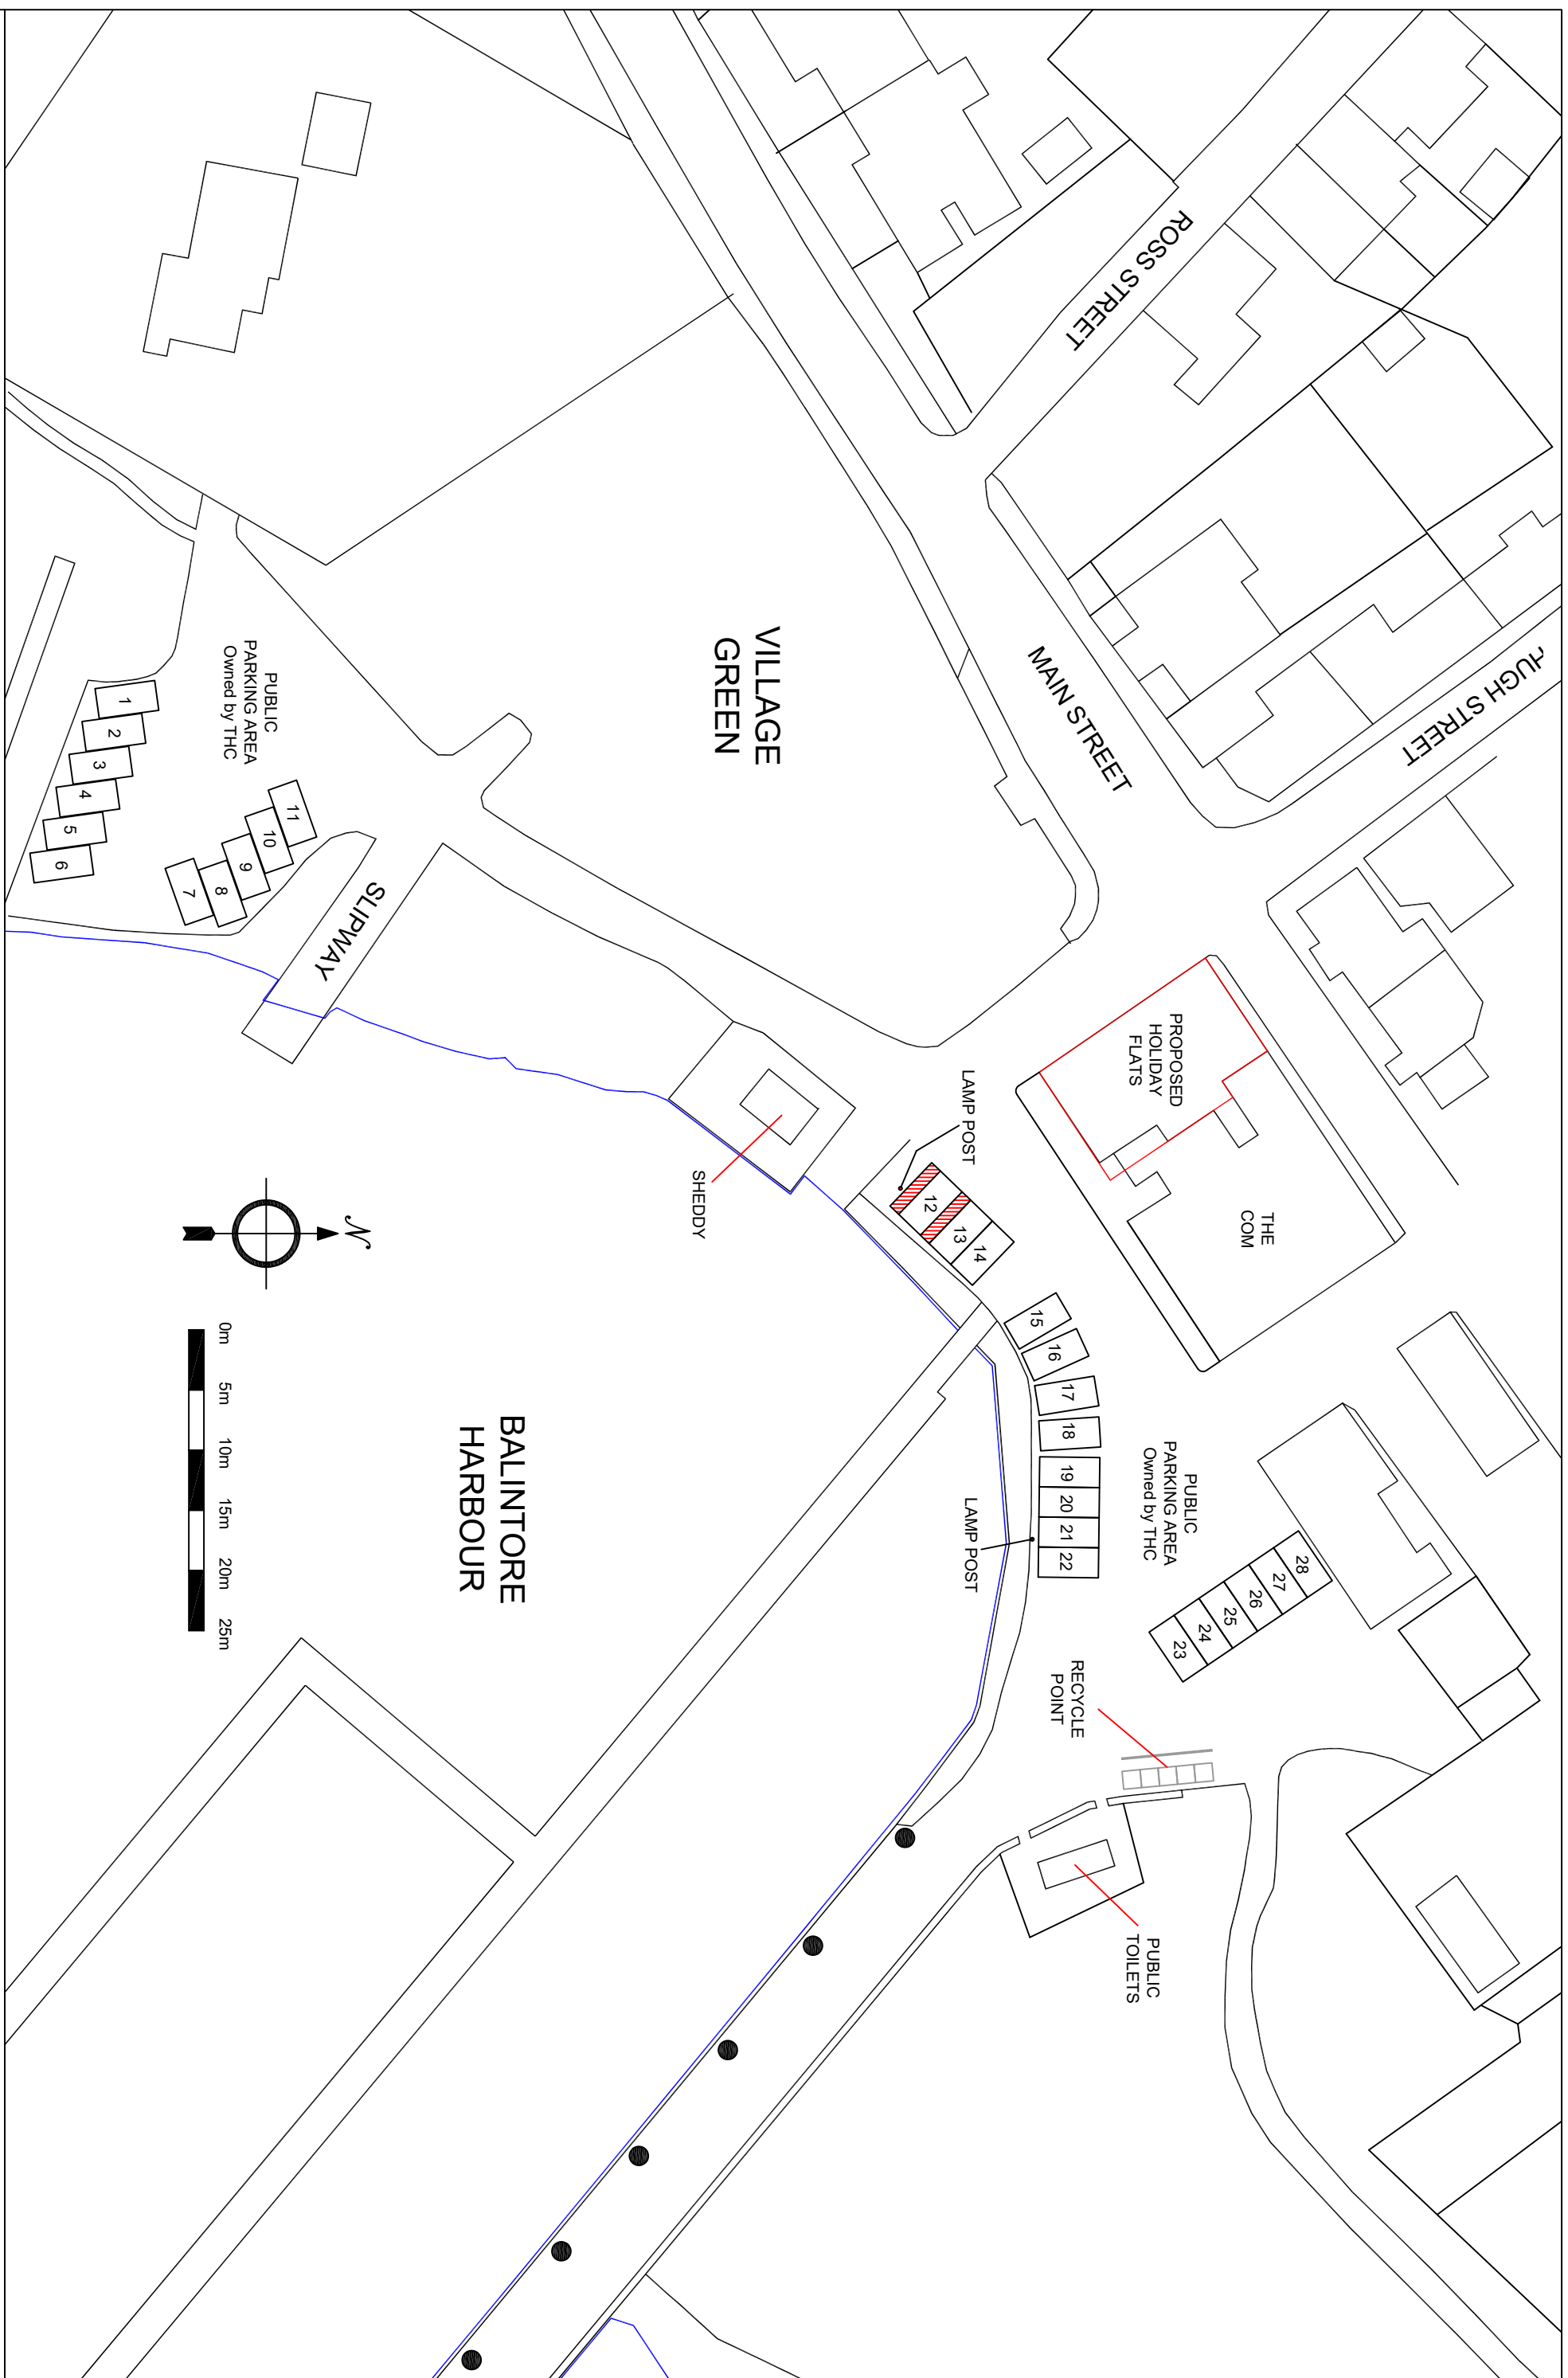 ROSS STREET
HUGH STREET
MAIN STREET
VILLAGE
GREEN
PROPOSED
HOLIDAY
FLATS
THE
COM
LAMP POST
SHEDDY
SLIPWAY
PUBLIC
PARKING AREA
Owned by THC
1
2
3
4
5
6
7
8
9
10
11
12
13
14
15
16
17
18
19
20
21
22
LAMP POST
PUBLIC
PARKING AREA
Owned by THC
23
24
25
26
27
28
RECYCLE
POINT
PUBLIC
TOILETS
BALINTORE
HARBOUR
N
0m
5m
10m
15m
20m
25m